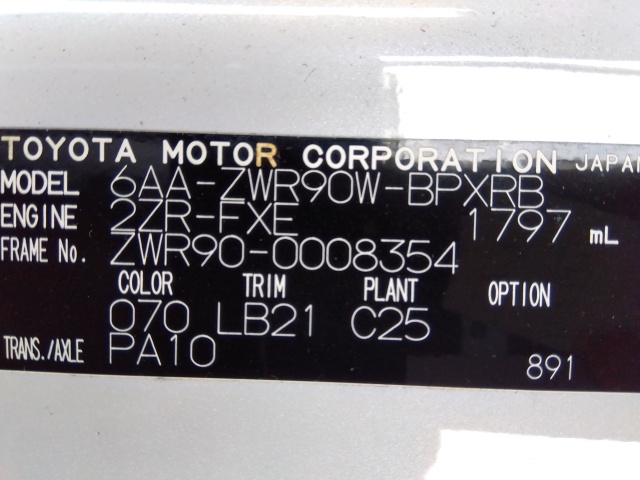 TOYOTA MOTOR CORPORATION JAPAN
MODEL 6AA-ZWR90W-BPXRB
ENGINE 2ZR-FXE 1797 mL
FRAME No. ZWR90-0008354
COLOR TRIM PLANT OPTION
070 LB21 C25
TRANS./AXLE PA10 891